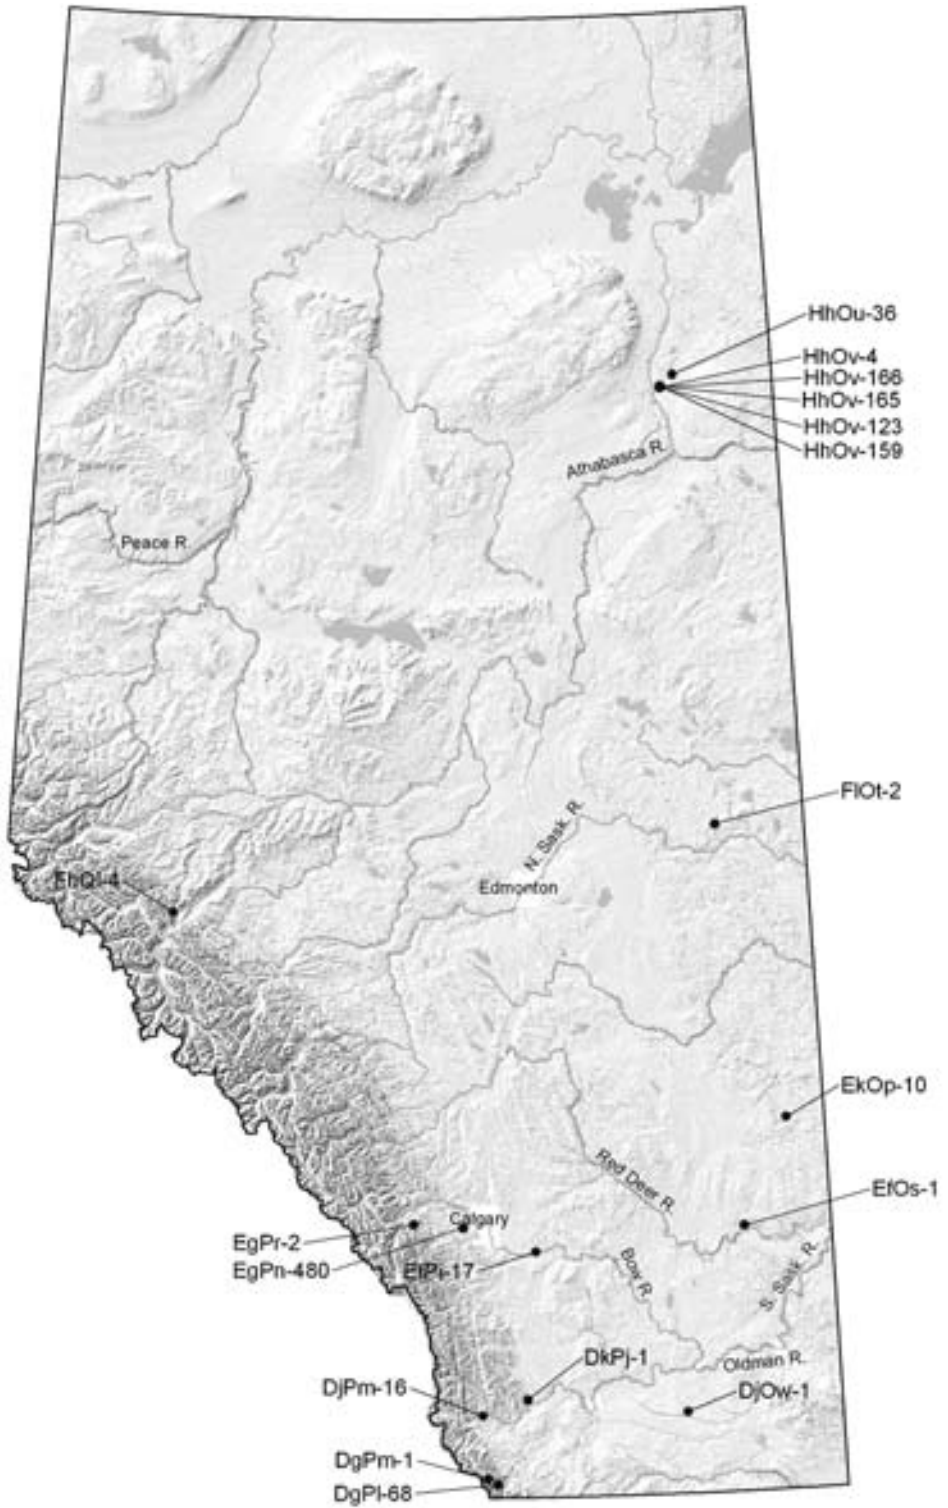 HhOu-36
HhOv-4
HhOv-166
HhOv-165
HhOv-123
HhOv-159
Athabasca R.
Peace R.
FlOt-2
N. Sask. R.
Edmonton
EkOp-10
Red Deer R.
EfOs-1
Calgary
EgPr-2
EgPn-480
Bow R.
S. Sask. R.
DkPj-1
Oldman R.
DjPm-16
DjOw-1
DgPm-1
DgPl-68